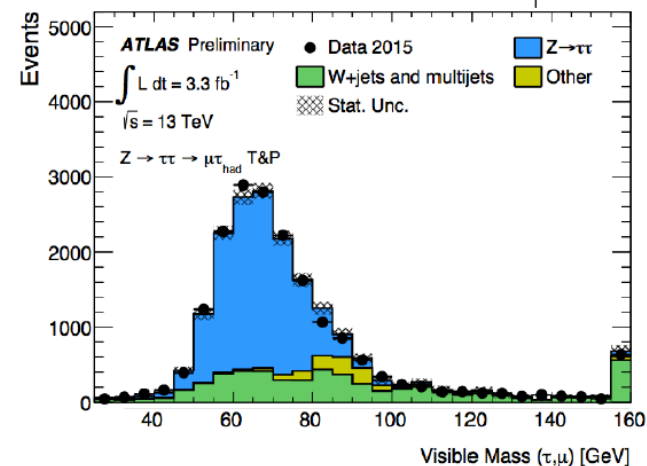 ATLAS Preliminary
∫ L dt = 3.3 fb⁻¹
√s = 13 TeV
Z → ττ → μτhad T&P
Data 2015
Z→ττ
W+jets and multijets
Other
Stat. Unc.
Events
5000
4000
3000
2000
1000
0
40 60 80 100 120 140 160
Visible Mass (τ,μ) [GeV]